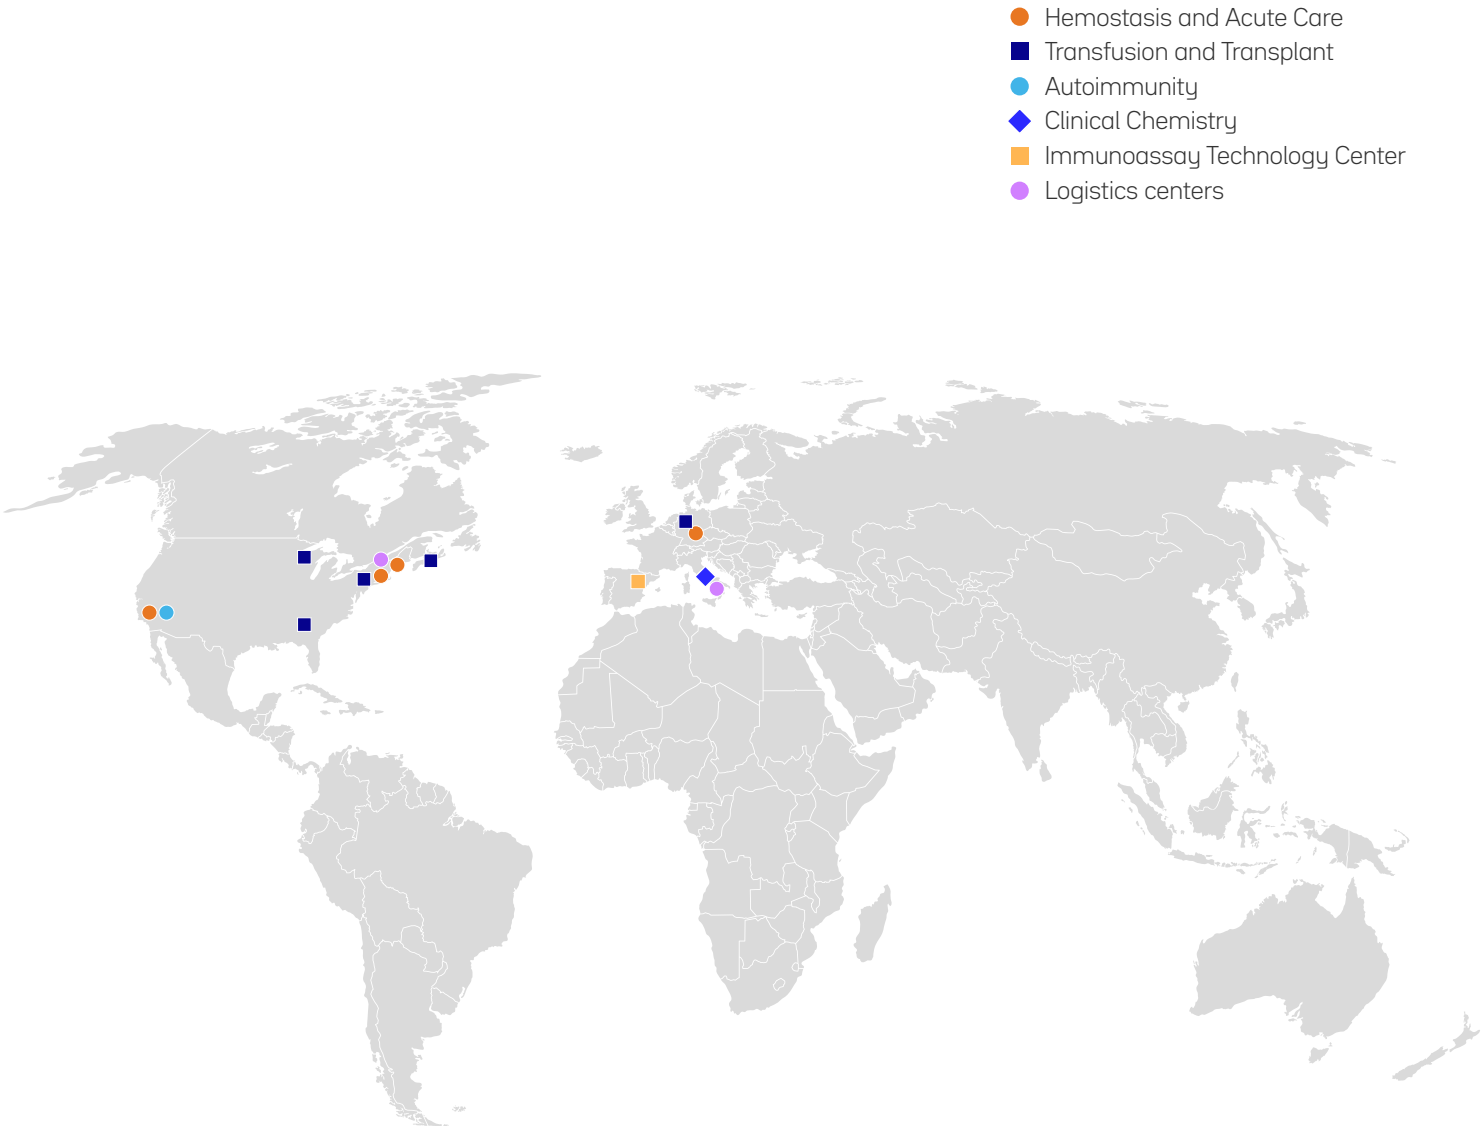 Hemostasis and Acute Care
Transfusion and Transplant
Autoimmunity
Clinical Chemistry
Immunoassay Technology Center
Logistics centers